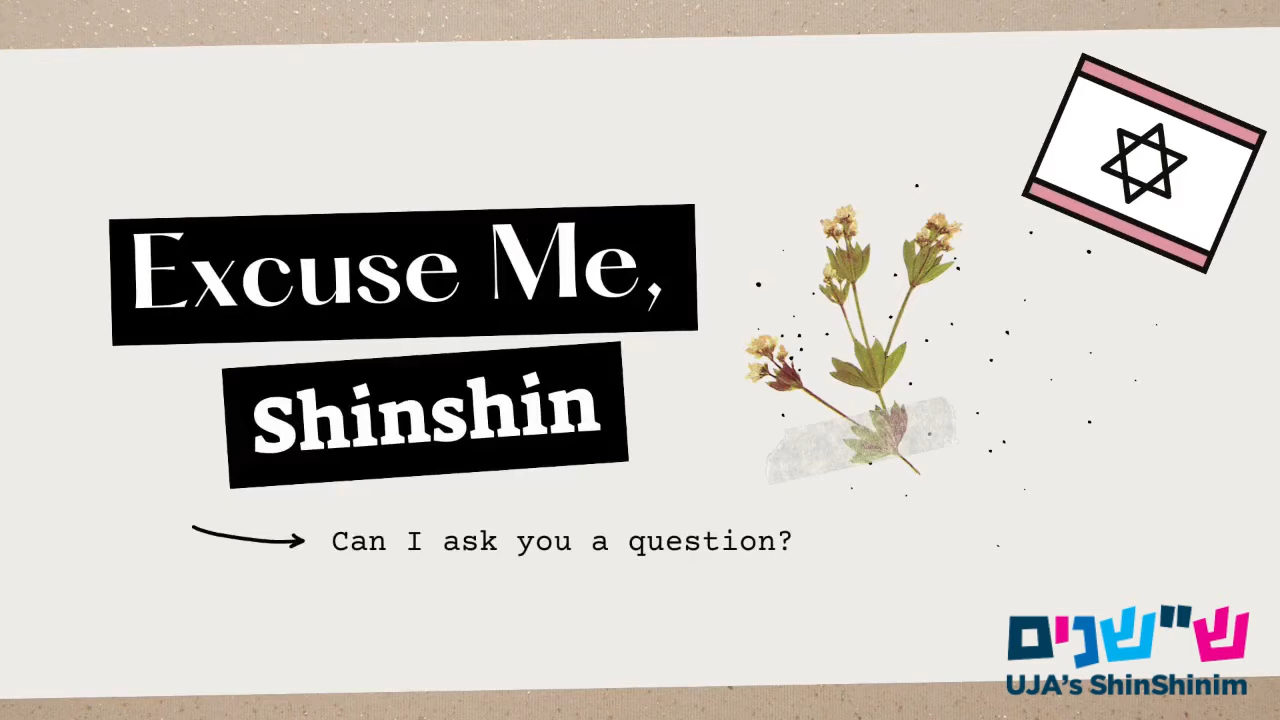 Excuse Me,
Shinshin
Can I ask you a question?
ש"שנים
UJA's ShinShinim